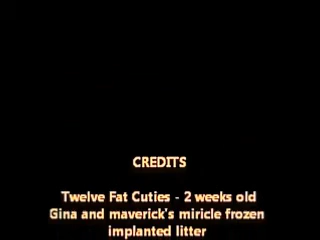 CREDITS
Twelve Fat Cuties - 2 weeks old
Gina and maverick's miricle frozen
implanted litter